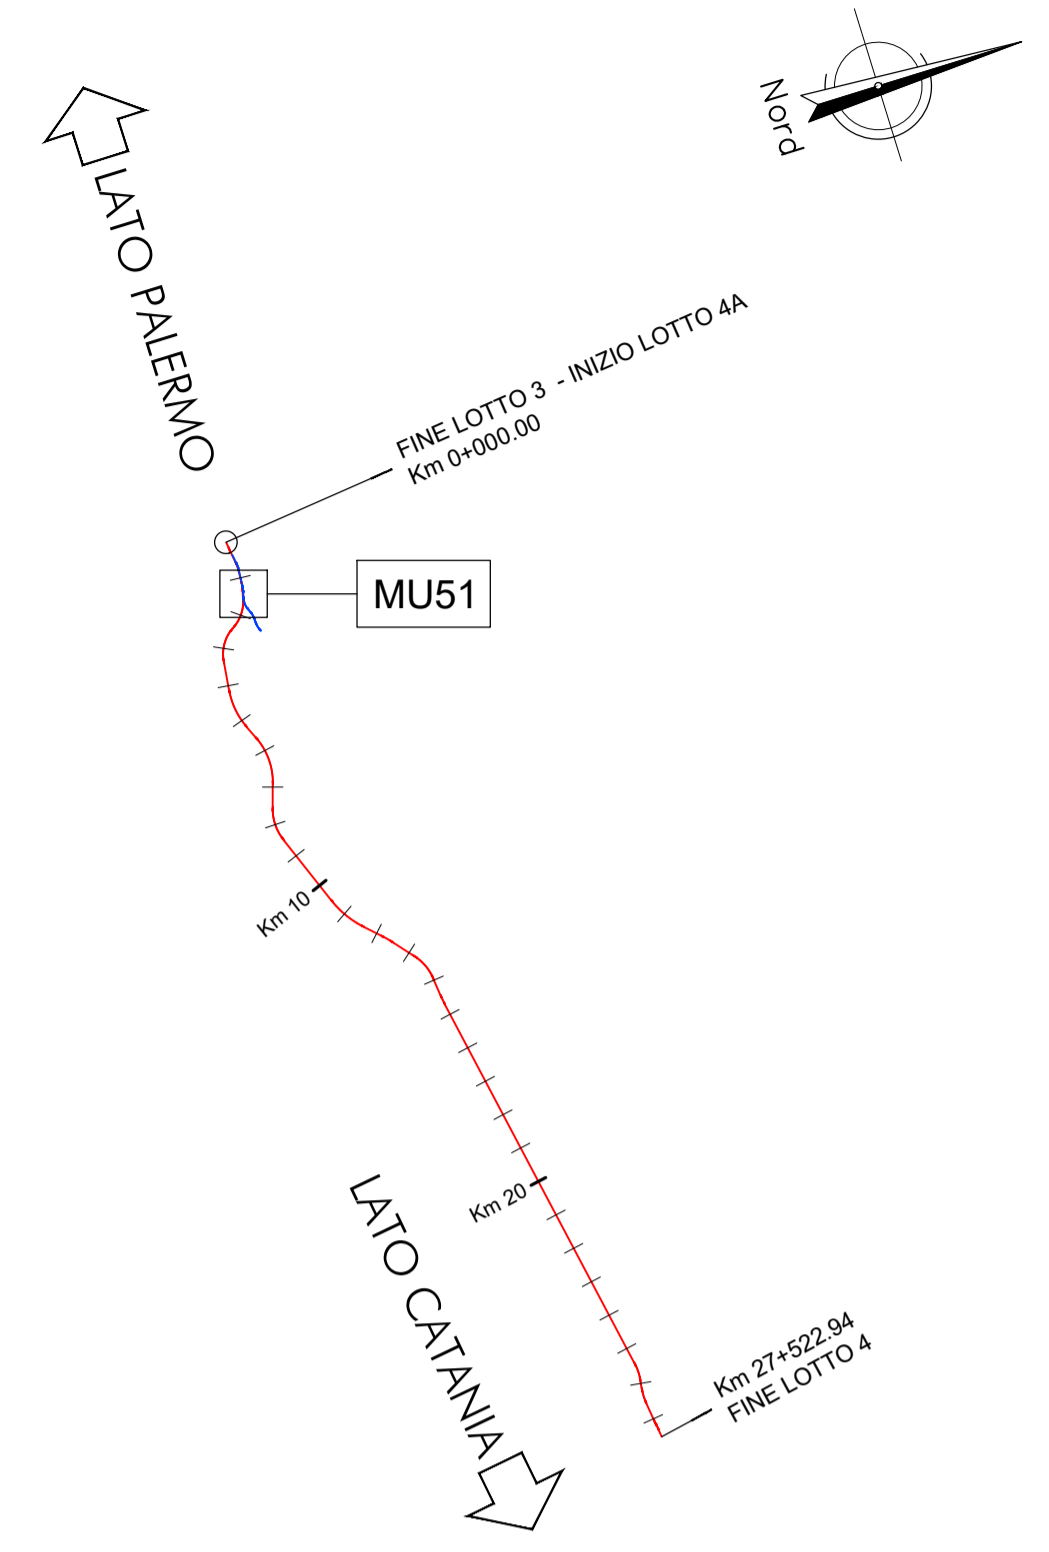 Nord
LATO PALERMO
FINE LOTTO 3 - INIZIO LOTTO 4A
Km 0+000.00
MU51
Km 10
Km 20
LATO CATANIA
Km 27+522.94
FINE LOTTO 4